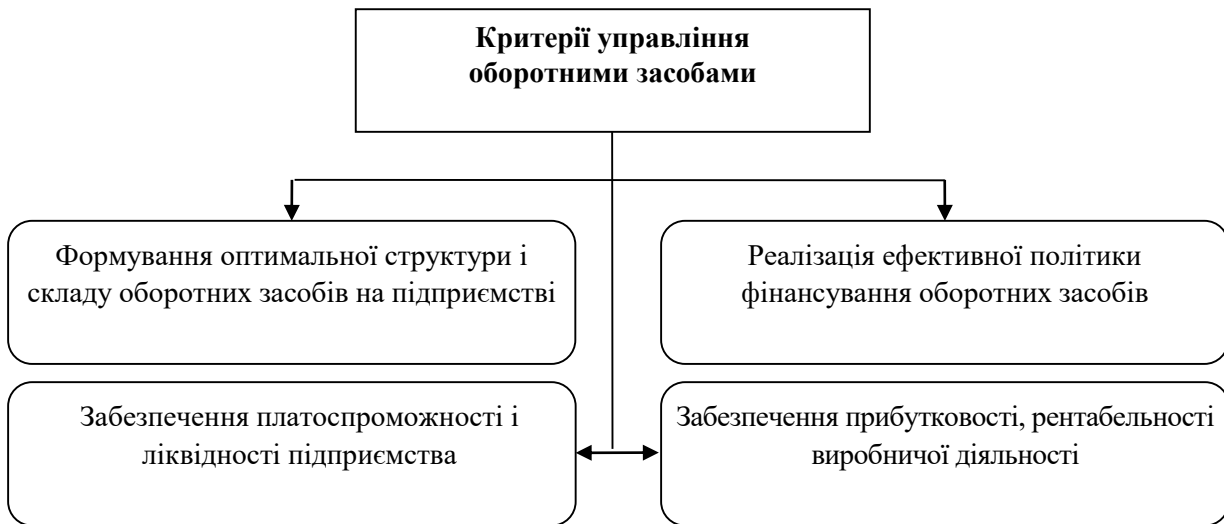 Критерії управління
оборотними засобами
Формування оптимальної структури і
складу оборотних засобів на підприємстві
Реалізація ефективної політики
фінансування оборотних засобів
Забезпечення платоспроможності і
ліквідності підприємства
Забезпечення прибутковості, рентабельності
виробничої діяльності